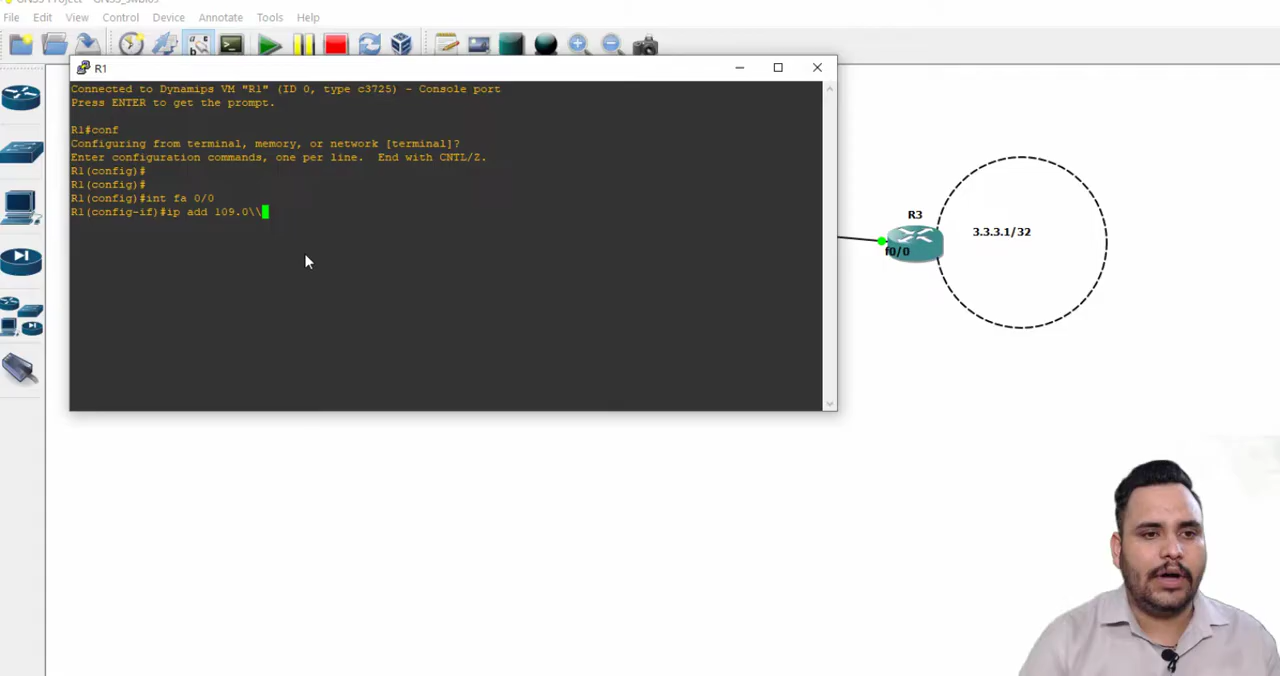 File Edit View Control Device Annotate Tools Help
R1
Connected to Dynamips VM "R1" (ID 0, type c3725) - Console port
Press ENTER to get the prompt.
R1#conf
Configuring from terminal, memory, or network [terminal]?
Enter configuration commands, one per line.  End with CNTL/Z.
R1(config)#
R1(config)#
R1(config)#int fa 0/0
R1(config-if)#ip add 109.0\\
R3
3.3.3.1/32
f0/0